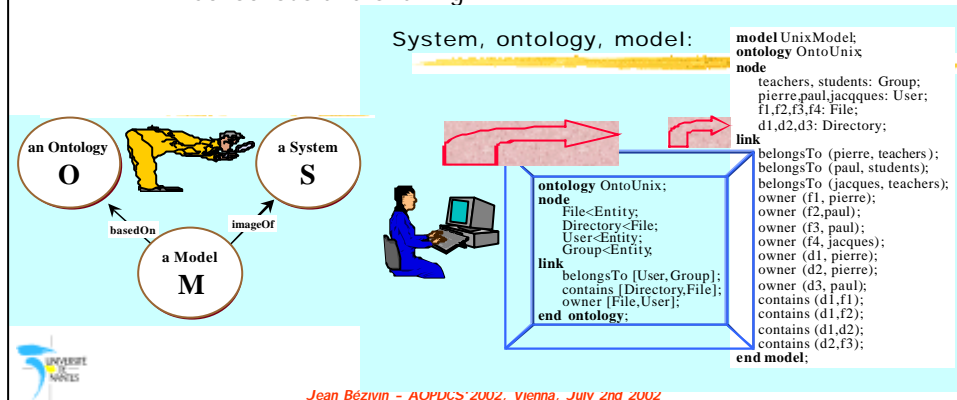 System, ontology, model:
an Ontology
O
a System
S
basedOn
imageOf
a Model
M
ontology OntoUnix;
node
File<Entity;
Directory<File;
User<Entity;
Group<Entity;
link
belongsTo [User,Group];
contains [Directory,File];
owner [File,User];
end ontology;
model UnixModel;
ontology OntoUnix;
node
teachers, students: Group;
pierre,paul,jacqques: User;
f1,f2,f3,f4: File;
d1,d2,d3: Directory;
link
belongsTo (pierre, teachers);
belongsTo (paul, students);
belongsTo (jacques, teachers);
owner (f1, pierre);
owner (f2,paul);
owner (f3, paul);
owner (f4, jacques);
owner (d1, pierre);
owner (d2, pierre);
owner (d3, paul);
contains (d1,f1);
contains (d1,f2);
contains (d1,d2);
contains (d2,f3);
end model;
UNIVERSITÉ
DE
NANTES
Jean Bézivin - AOPDCS'2002, Vienna, July 2nd 2002